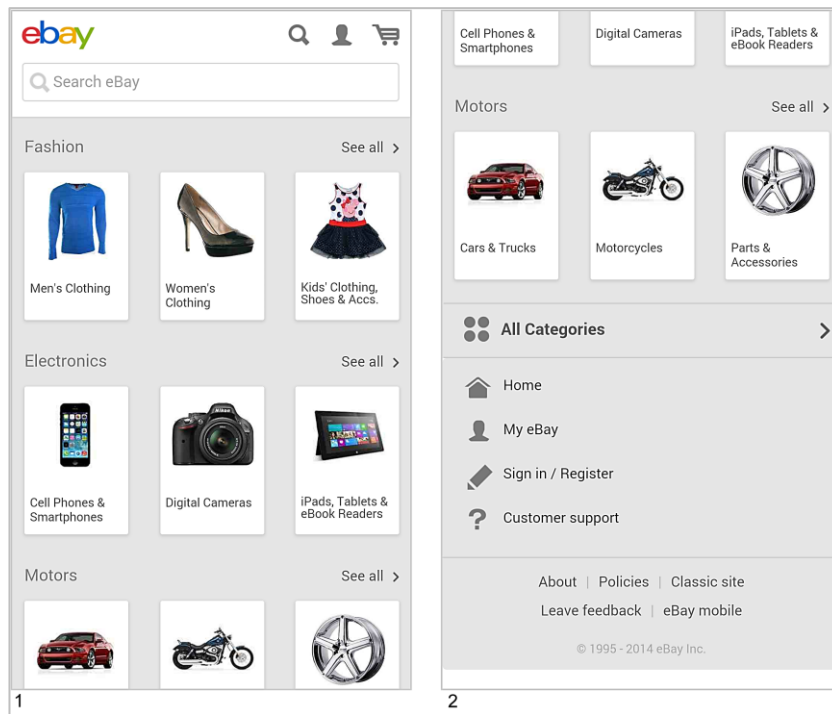 ebay
Search eBay
Fashion See all >
Men's Clothing
Women's
Clothing
Kids' Clothing,
Shoes & Accs.
Electronics See all >
Cell Phones &
Smartphones
Digital Cameras
iPads, Tablets &
eBook Readers
Motors See all >
1
Cell Phones &
Smartphones
Digital Cameras
iPads, Tablets &
eBook Readers
Motors See all >
Cars & Trucks
Motorcycles
Parts &
Accessories
All Categories >
Home
My eBay
Sign in / Register
? Customer support
About | Policies | Classic site
Leave feedback | eBay mobile
© 1995 - 2014 eBay Inc.
2